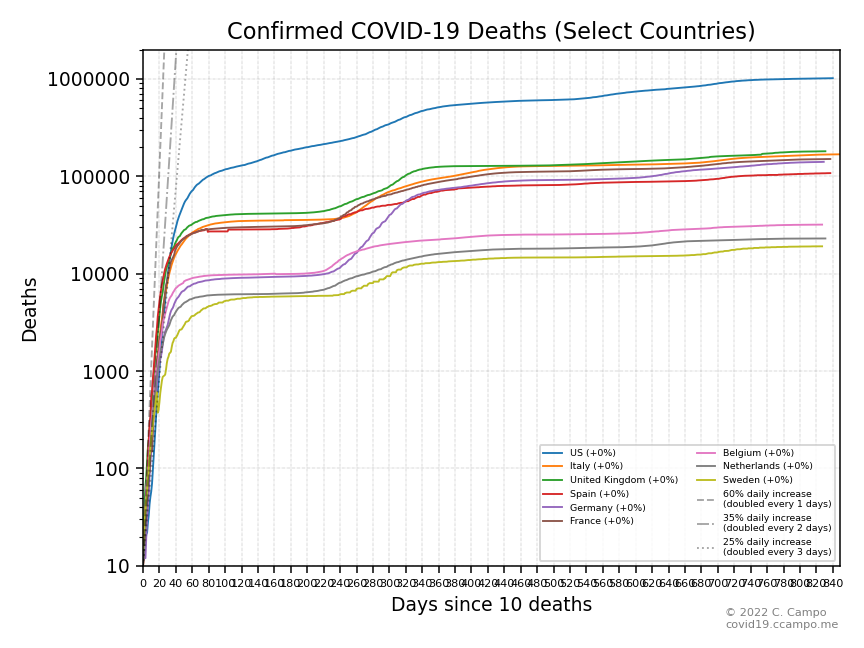 Confirmed COVID-19 Deaths (Select Countries)
1000000
100000
10000
1000
100
10
Deaths
US (+0%)
Italy (+0%)
United Kingdom (+0%)
Spain (+0%)
Germany (+0%)
France (+0%)
Belgium (+0%)
Netherlands (+0%)
Sweden (+0%)
60% daily increase
(doubled every 1 days)
35% daily increase
(doubled every 2 days)
25% daily increase
(doubled every 3 days)
0 20 40 60 80 100 120 140 160 180 200 220 240 260 280 300 320 340 360 380 400 420 440 460 480 500 520 540 560 580 600 620 640 660 680 700 720 740 760 780 800 820 840
Days since 10 deaths
© 2022 C. Campo
covid19.ccampo.me